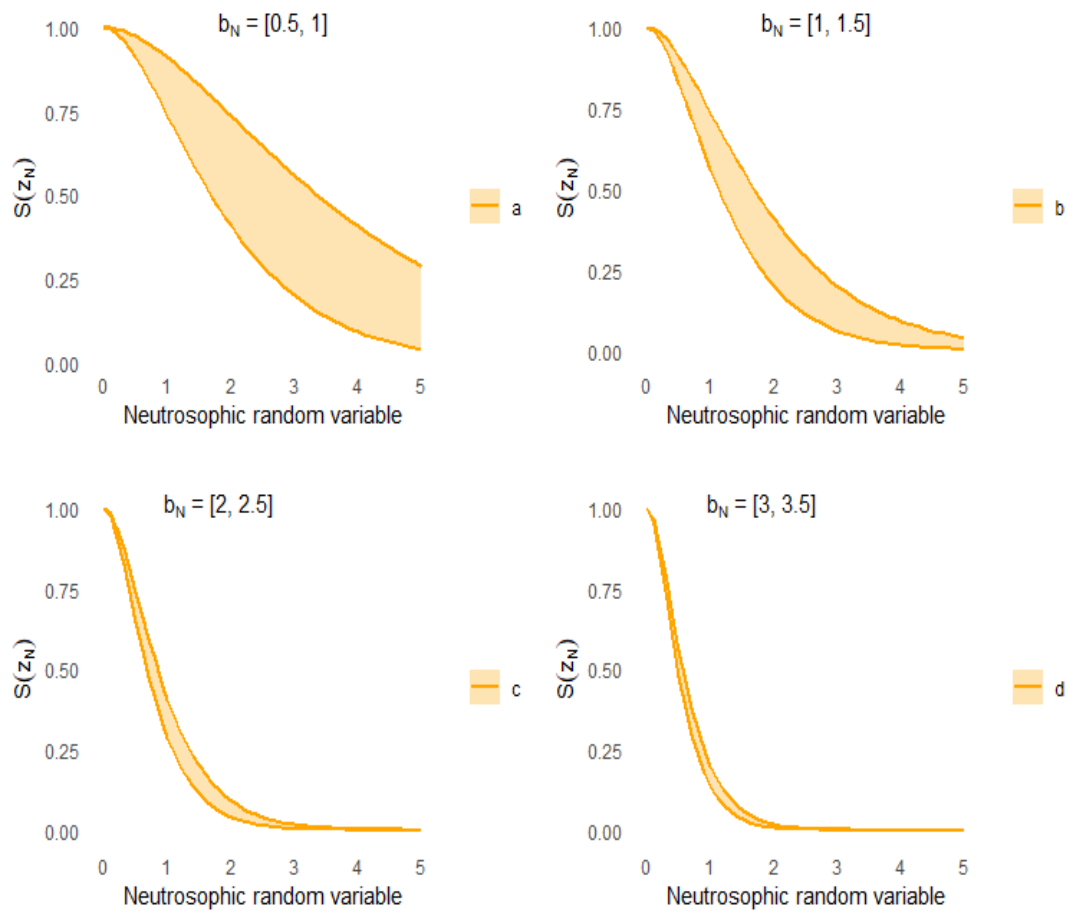 b_N = [0.5, 1]
1.00
0.75
0.50
0.25
0.00
S(z_N)
0 1 2 3 4 5
Neutrosophic random variable
a
b_N = [1, 1.5]
1.00
0.75
0.50
0.25
0.00
S(z_N)
0 1 2 3 4 5
Neutrosophic random variable
b
b_N = [2, 2.5]
1.00
0.75
0.50
0.25
0.00
S(z_N)
0 1 2 3 4 5
Neutrosophic random variable
c
b_N = [3, 3.5]
1.00
0.75
0.50
0.25
0.00
S(z_N)
0 1 2 3 4 5
Neutrosophic random variable
d